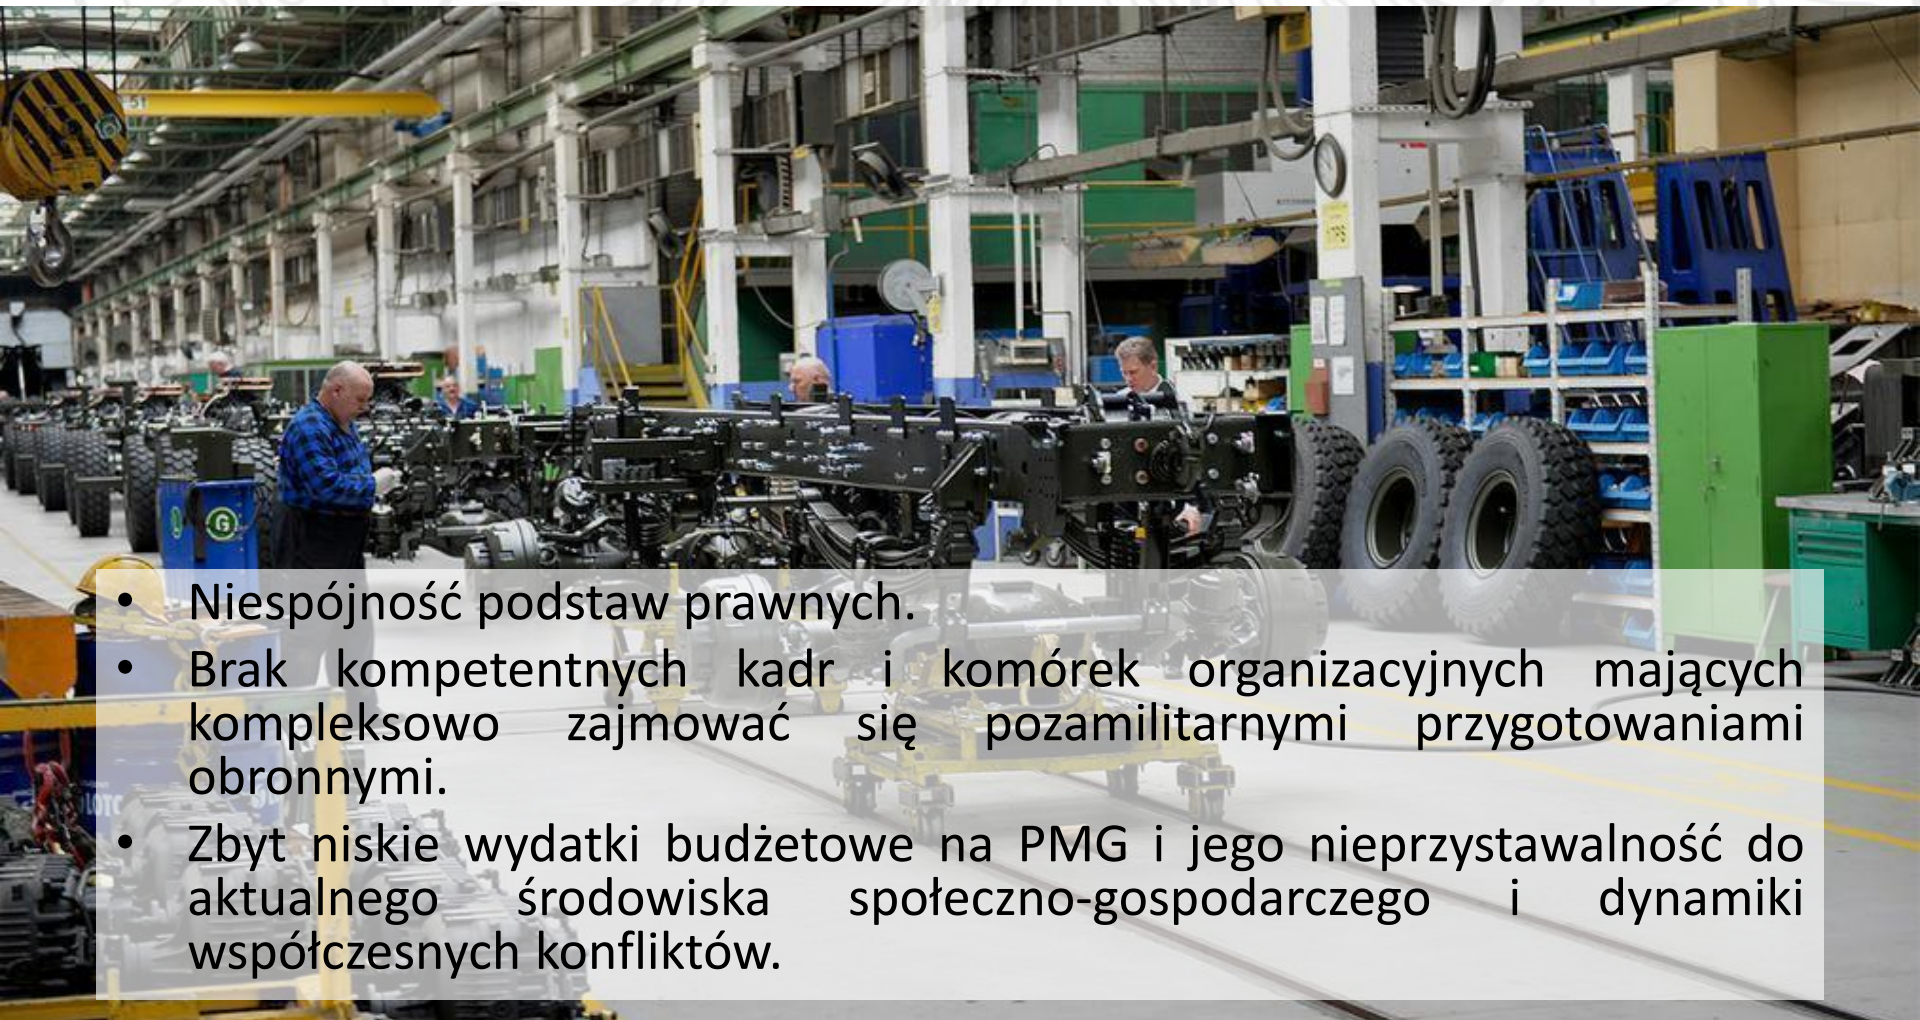 • Niespójność podstaw prawnych.
• Brak kompetentnych kadr i komórek organizacyjnych mających
kompleksowo zajmować się pozamilitarnymi przygotowaniami
obronnymi.
• Zbyt niskie wydatki budżetowe na PMG i jego nieprzystawalność do
aktualnego środowiska społeczno-gospodarczego i dynamiki
współczesnych konfliktów.